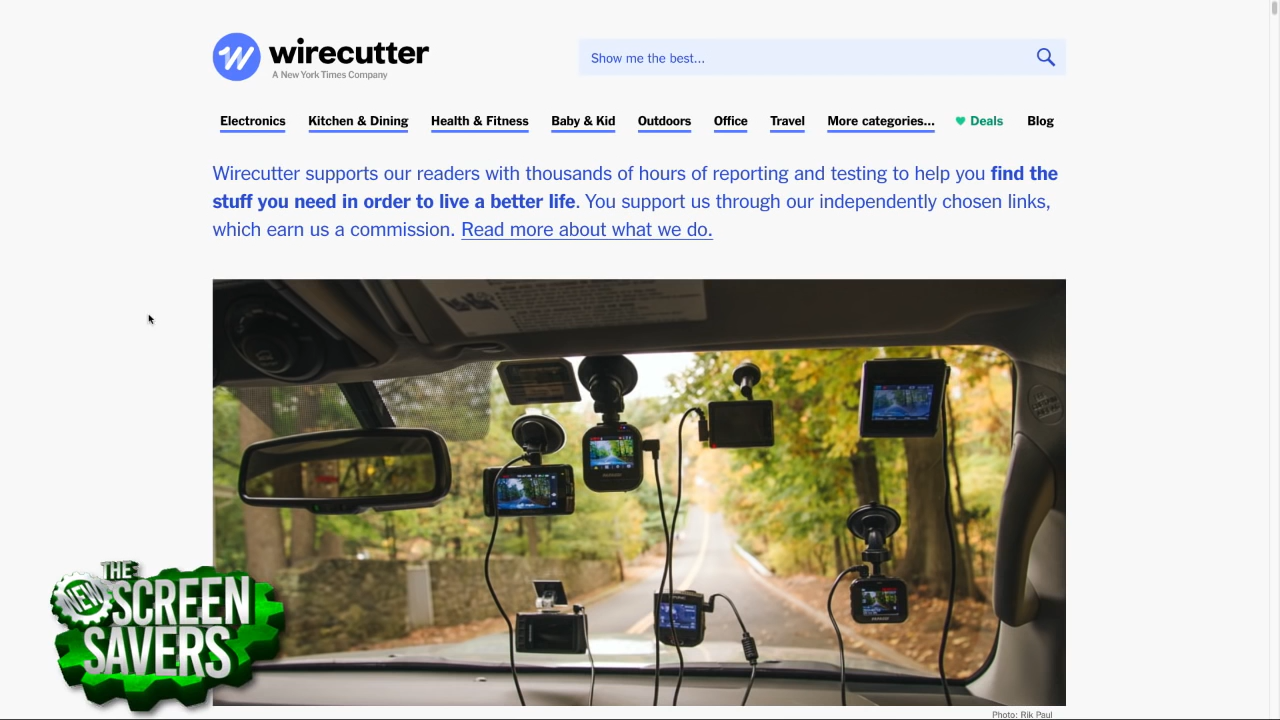 wirecutter
A New York Times Company
Show me the best...
Electronics Kitchen & Dining Health & Fitness Baby & Kid Outdoors Office Travel More categories... Deals Blog
Wirecutter supports our readers with thousands of hours of reporting and testing to help you find the
stuff you need in order to live a better life. You support us through our independently chosen links,
which earn us a commission. Read more about what we do.
THE
NEW SCREEN
SAVERS
Photo: Rik Paul